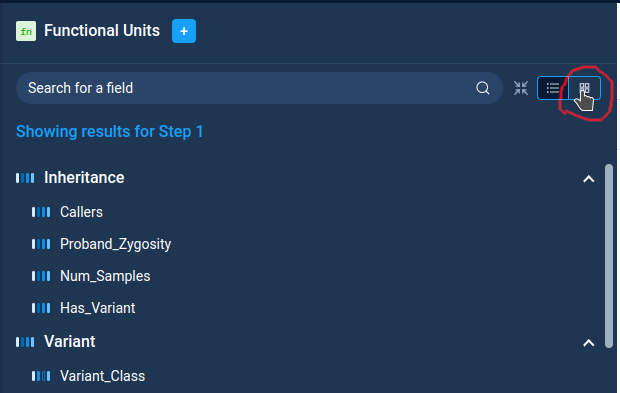 fn Functional Units +
Search for a field
Showing results for Step 1
Inheritance
Callers
Proband_Zygosity
Num_Samples
Has_Variant
Variant
Variant_Class